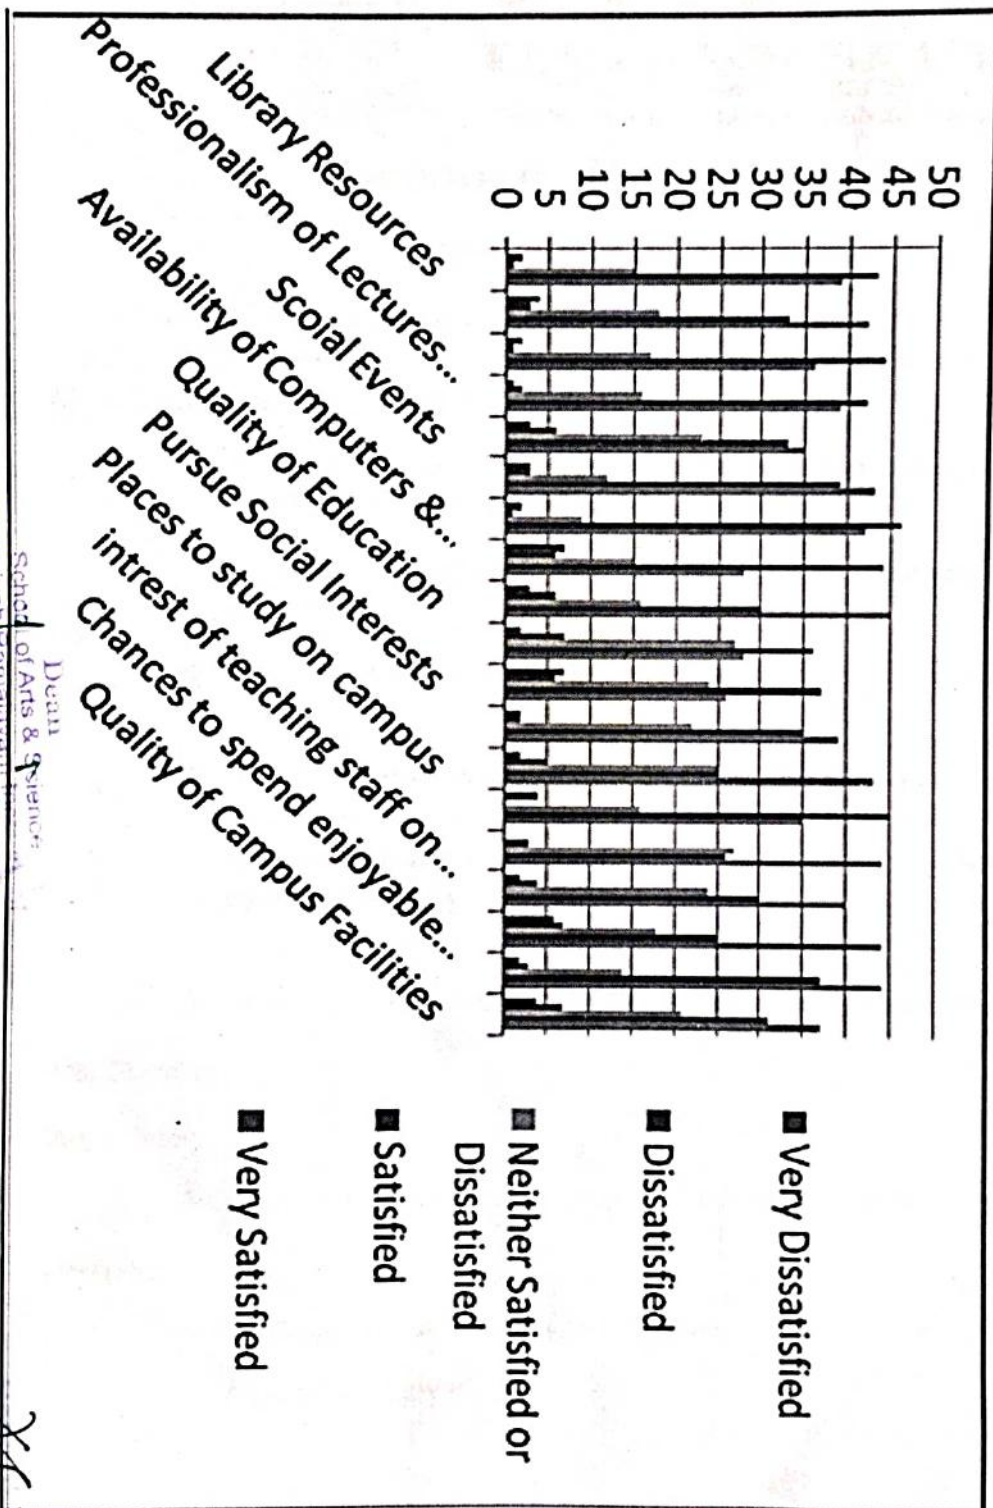 50
45
40
35
30
25
20
15
10
5
0
Library Resources
Professionalism of Lectures...
Scoial Events
Availability of Computers &...
Quality of Education
Pursue Social Interests
Places to study on campus
intrest of teaching staff on...
Chances to spend enjoyable...
Quality of Campus Facilities
Very Dissatisfied
Dissatisfied
Neither Satisfied or
Dissatisfied
Satisfied
Very Satisfied
Dean
School of Arts & Science